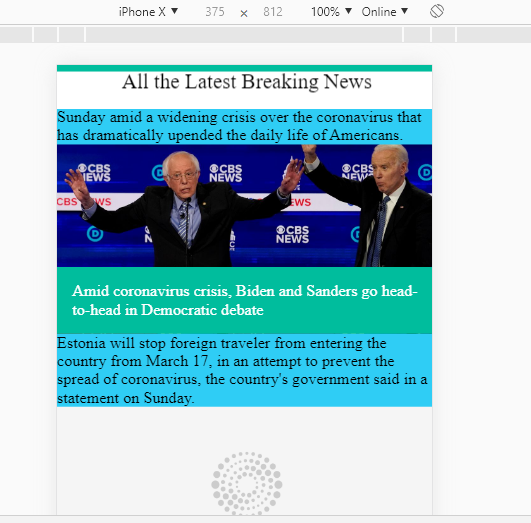 iPhone X ▼ 375 × 812 100% ▼ Online ▼
All the Latest Breaking News
Sunday amid a widening crisis over the coronavirus that
has dramatically upended the daily life of Americans.
CBS NEWS
CBS NEWS
CBS NEWS
CBS
NEWS
CBS NEWS
Amid coronavirus crisis, Biden and Sanders go head-
to-head in Democratic debate
Estonia will stop foreign traveler from entering the
country from March 17, in an attempt to prevent the
spread of coronavirus, the country's government said in a
statement on Sunday.